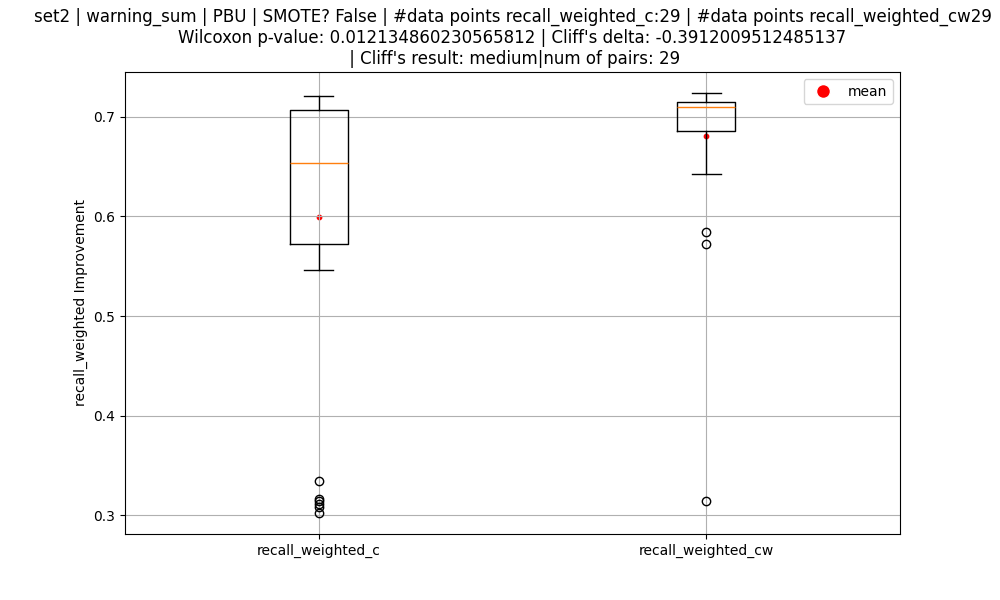 set2 | warning_sum | PBU | SMOTE? False | #data points recall_weighted_c:29 | #data points recall_weighted_cw29
Wilcoxon p-value: 0.012134860230565812 | Cliff's delta: -0.3912009512485137
| Cliff's result: medium|num of pairs: 29
mean
0.7
0.6
0.5
0.4
0.3
recall_weighted Improvement
recall_weighted_c
recall_weighted_cw